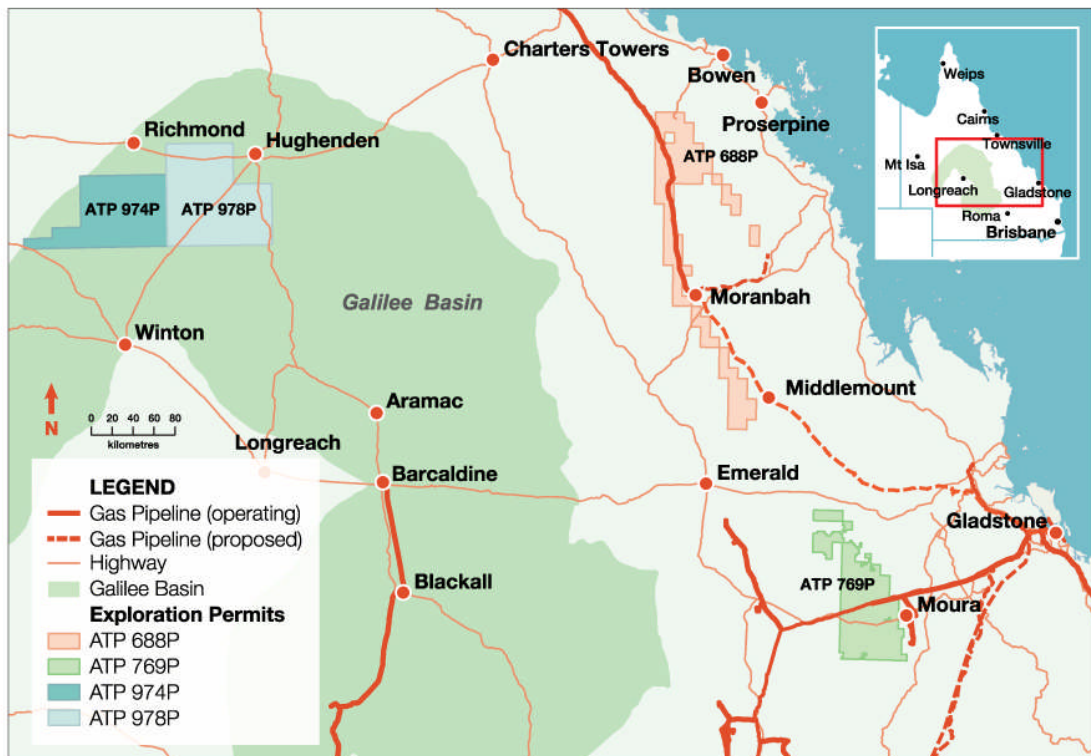 Charters Towers
Bowen
Proserpine
Richmond
Hughenden
ATP 688P
ATP 974P
ATP 978P
Galilee Basin
Moranbah
Winton
Middlemount
Aramac
N
0 20 40 60 80
kilometres
Longreach
Barcaldine
Emerald
Gladstone
Blackall
ATP 769P
Moura
LEGEND
Gas Pipeline (operating)
Gas Pipeline (proposed)
Highway
Galilee Basin
Exploration Permits
ATP 688P
ATP 769P
ATP 974P
ATP 978P
Weips
Cairns
Townsville
Mt Isa
Longreach
Gladstone
Roma
Brisbane